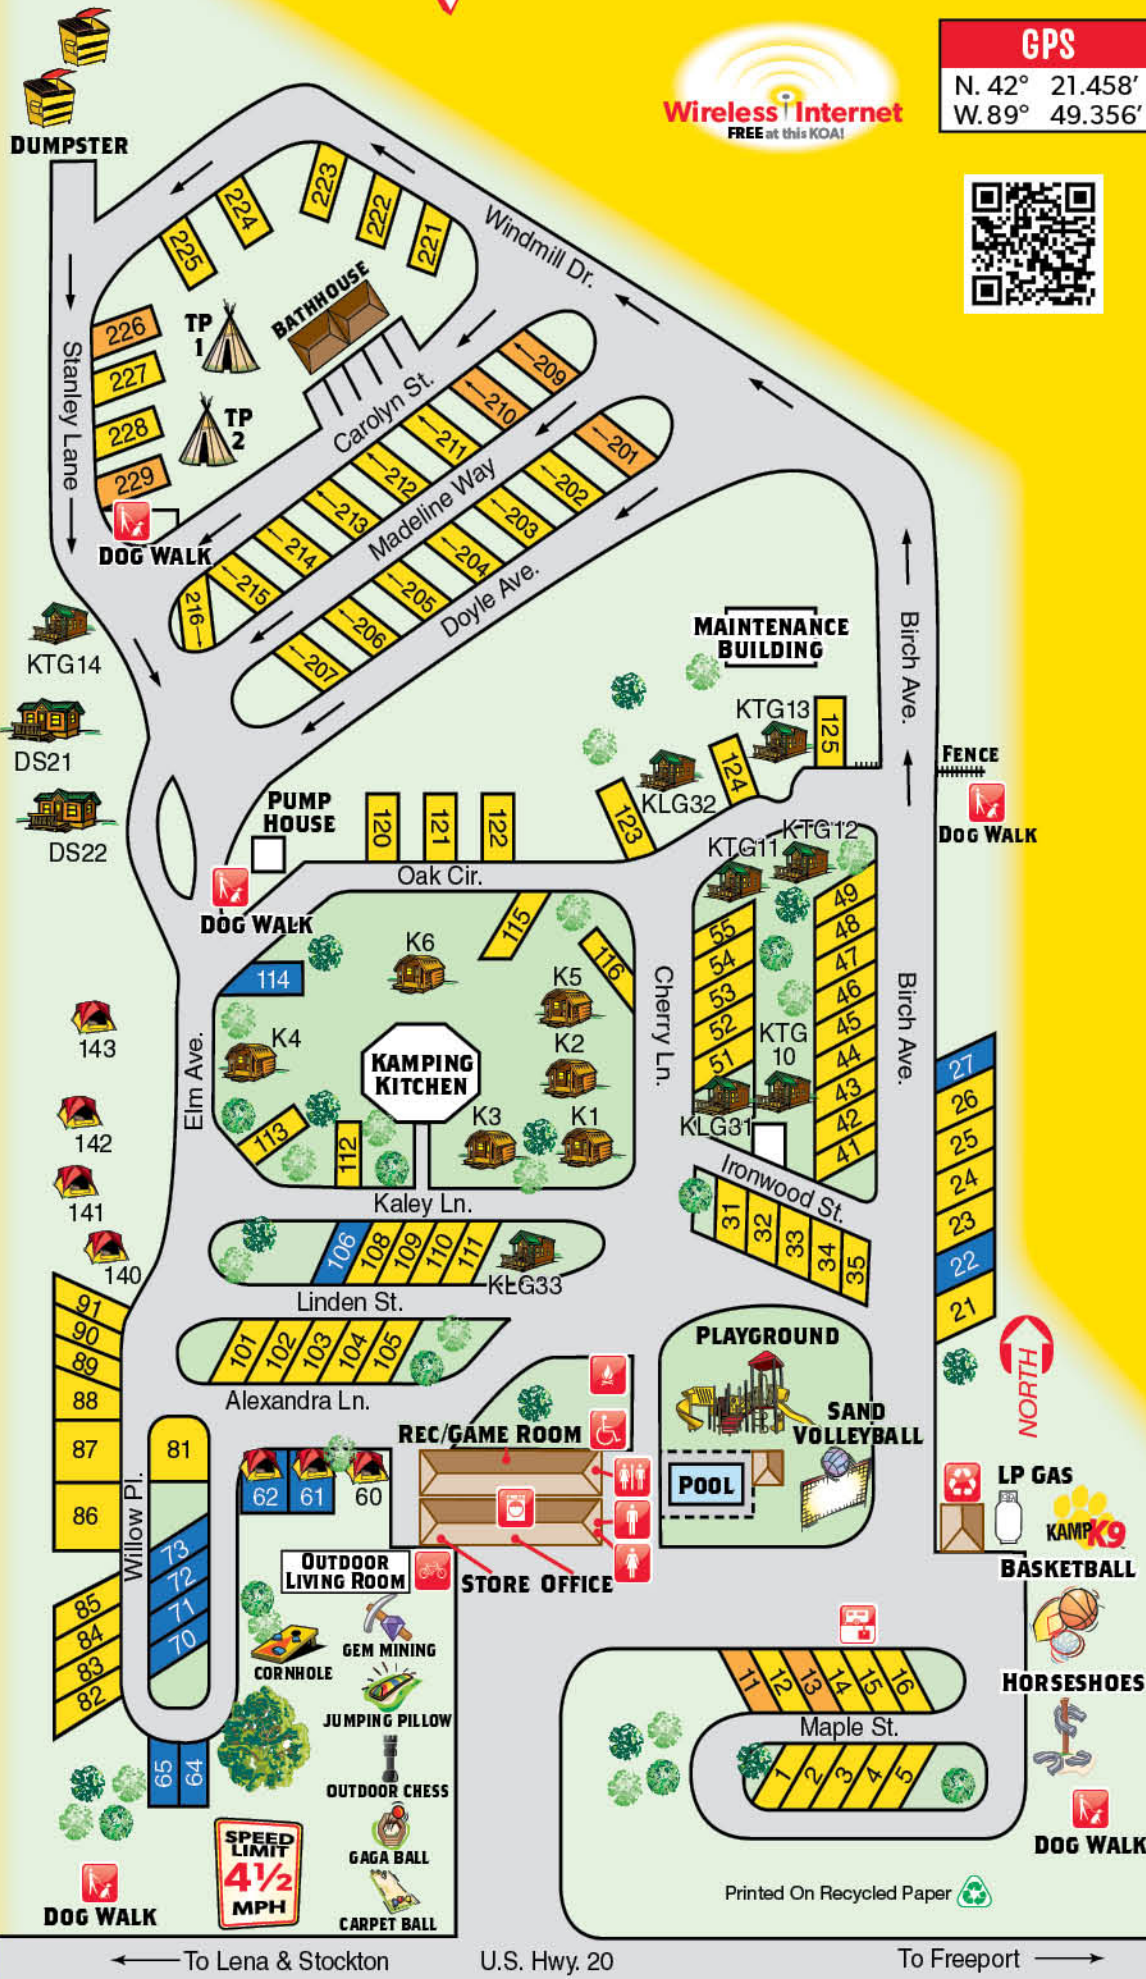 GPS
N. 42° 21.458'
W. 89° 49.356'
Wireless Internet
FREE at this KOA!
DUMPSTER
223
224
222
225
221
Windmill Dr.
BATHHOUSE
226
227
228
229
TP
1
TP
2
Stanley Lane
Carolyn St.
209
210
211
212
213
214
215
216
Madeline Way
201
202
203
204
205
206
207
Doyle Ave.
DOG WALK
KTG14
DS21
DS22
MAINTENANCE
BUILDING
Birch Ave.
KTG13
125
124
KLG32
123
FENCE
DOG WALK
PUMP
HOUSE
120
121
122
Oak Cir.
DOG WALK
KTG12
KTG11
115
116
K6
K5
114
K4
K2
K3
K1
KAMPING
KITCHEN
113
112
Cherry Ln.
55
54
53
52
51
KTG
10
KLG31
49
48
47
46
45
44
43
42
41
Birch Ave.
27
26
25
24
23
22
21
143
142
141
140
Elm Ave.
Kaley Ln.
Ironwood St.
31
32
33
34
35
106
108
109
110
111
KLG33
Linden St.
101
102
103
104
105
Alexandra Ln.
91
90
89
88
87
86
85
84
83
82
81
Willow Pl.
73
72
71
70
65
64
62
61
60
REC/GAME ROOM
STORE
OFFICE
PLAYGROUND
SAND
VOLLEYBALL
POOL
NORTH
LP GAS
KAMP K9
BASKETBALL
HORSESHOES
DOG WALK
OUTDOOR
LIVING ROOM
GEM MINING
CORNHOLE
JUMPING PILLOW
OUTDOOR CHESS
GAGA BALL
CARPET BALL
SPEED
LIMIT
4½
MPH
DOG WALK
11
12
13
14
15
16
Maple St.
1
2
3
4
5
Printed On Recycled Paper
To Lena & Stockton
U.S. Hwy. 20
To Freeport